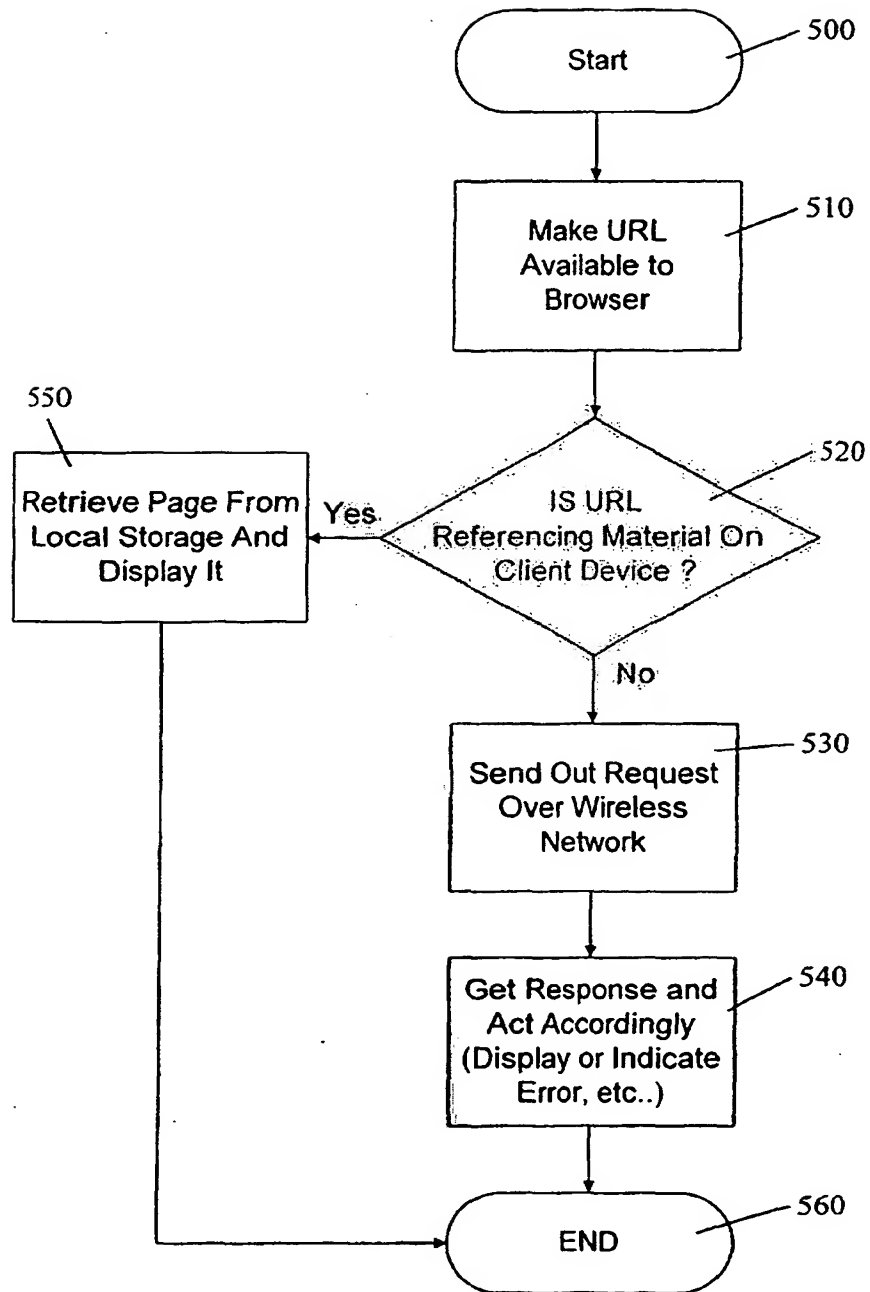 Start
500
Make URL
Available to
Browser
510
IS URL
Referencing Material On
Client Device ?
520
Yes
550
Retrieve Page From
Local Storage And
Display It
No
Send Out Request
Over Wireless
Network
530
Get Response and
Act Accordingly
(Display or Indicate
Error, etc..)
540
END
560